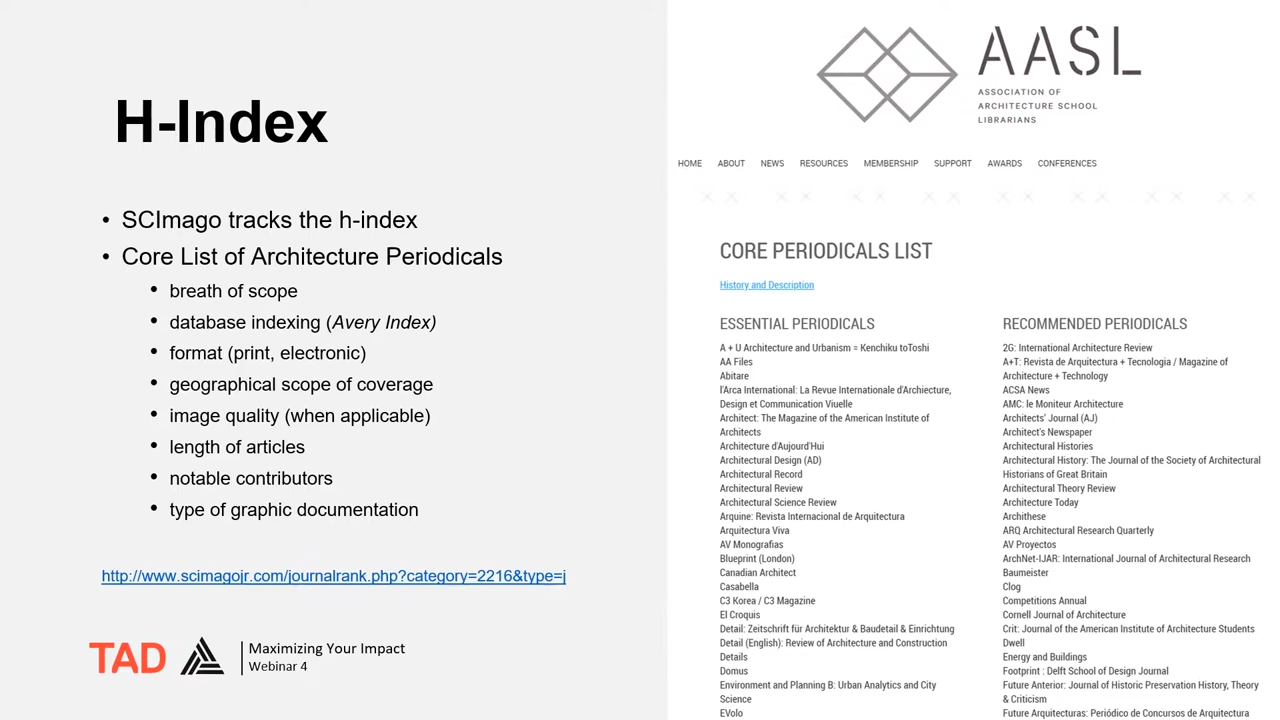 H-Index
• SCImago tracks the h-index
• Core List of Architecture Periodicals
• breath of scope
• database indexing (Avery Index)
• format (print, electronic)
• geographical scope of coverage
• image quality (when applicable)
• length of articles
• notable contributors
• type of graphic documentation
http://www.scimagojr.com/journalrank.php?category=2216&type=j
TAD
Maximizing Your Impact
Webinar 4
AASL
ASSOCIATION OF
ARCHITECTURE SCHOOL
LIBRARIANS
HOME ABOUT NEWS RESOURCES MEMBERSHIP SUPPORT AWARDS CONFERENCES
CORE PERIODICALS LIST
History and Description
ESSENTIAL PERIODICALS
A + U Architecture and Urbanism = Kenchiku toToshi
AA Files
Abitare
l'Arca International: La Revue Internationale d'Archiecture,
Design et Communication Viuelle
Architect: The Magazine of the American Institute of
Architects
Architecture d'Aujourd'Hui
Architectural Design (AD)
Architectural Record
Architectural Review
Architectural Science Review
Arquine: Revista Internacional de Arquitectura
Arquitectura Viva
AV Monografias
Blueprint (London)
Canadian Architect
Casabella
C3 Korea / C3 Magazine
El Croquis
Detail: Zeitschrift für Architektur & Baudetail & Einrichtung
Detail (English): Review of Architecture and Construction
Details
Domus
Environment and Planning B: Urban Analytics and City
Science
EVolo
RECOMMENDED PERIODICALS
2G: International Architecture Review
A+T: Revista de Arquitectura + Tecnologia / Magazine of
Architecture + Technology
ACSA News
AMC: le Moniteur Architecture
Architects' Journal (AJ)
Architect's Newspaper
Architectural Histories
Architectural History: The Journal of the Society of Architectural
Historians of Great Britain
Architectural Theory Review
Architecture Today
Archithese
ARQ Architectural Research Quarterly
AV Proyectos
ArchNet-IJAR: International Journal of Architectural Research
Baumeister
Clog
Competitions Annual
Cornell Journal of Architecture
Crit: Journal of the American Institute of Architecture Students
Dwell
Energy and Buildings
Footprint : Delft School of Design Journal
Future Anterior: Journal of Historic Preservation History, Theory
& Criticism
Future Arquitecturas: Periódico de Concursos de Arquitectura